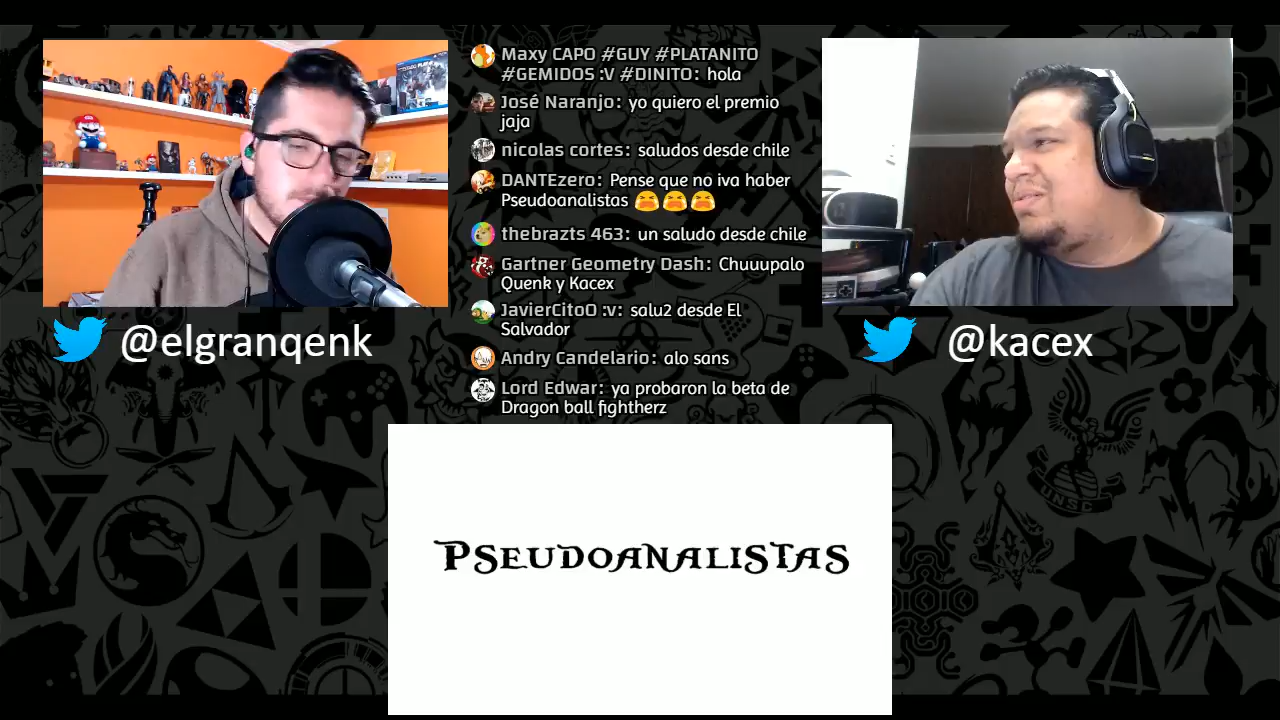 Maxy CAPO #GUY #PLATANITO
#GEMIDOS :V #DINITO: hola
José Naranjo: yo quiero el premio
jaja
nicolas cortes: saludos desde chile
DANTEzero: Pense que no iva haber
Pseudoanalistas 😫😫😫
thebrazts 463: un saludo desde chile
Gartner Geometry Dash: Chuuupalo
Quenk y Kacex
JavierCitoO :v: salu2 desde El
Salvador
Andry Candelario: alo sans
Lord Edwar: ya probaron la beta de
Dragon ball fightherz
@elgranqenk
@kacex
UNSC
PSEUDOANALISTAS